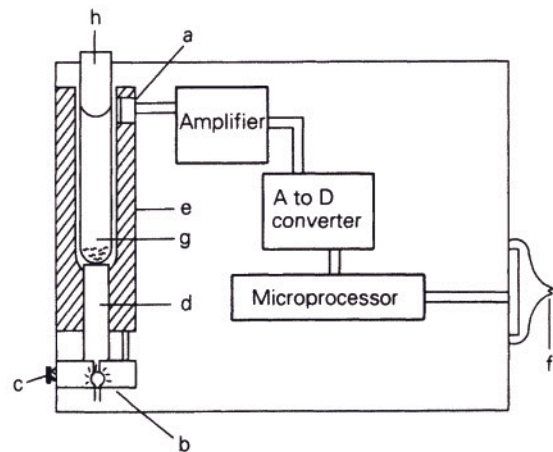 h
a
Amplifier
A to D
converter
e
g
Microprocessor
d
f
c
b